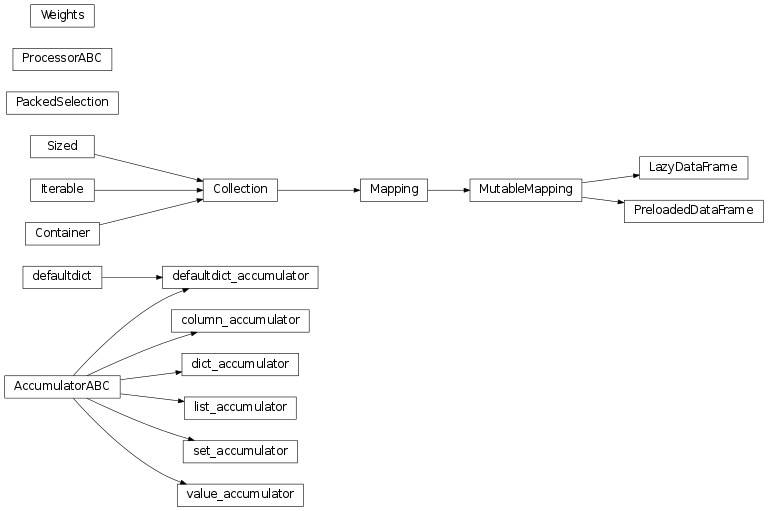 Weights
ProcessorABC
PackedSelection
Sized
Iterable
Container
Collection
Mapping
MutableMapping
LazyDataFrame
PreloadedDataFrame
defaultdict
defaultdict_accumulator
column_accumulator
dict_accumulator
AccumulatorABC
list_accumulator
set_accumulator
value_accumulator